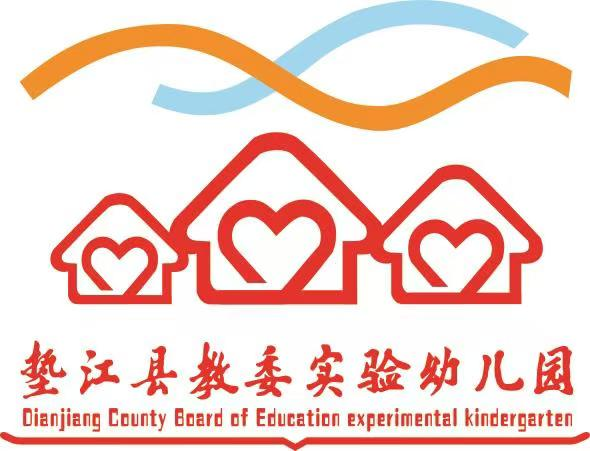 垫江县教委实验幼儿园
Dianjiang County Board of Education experimental kindergarten